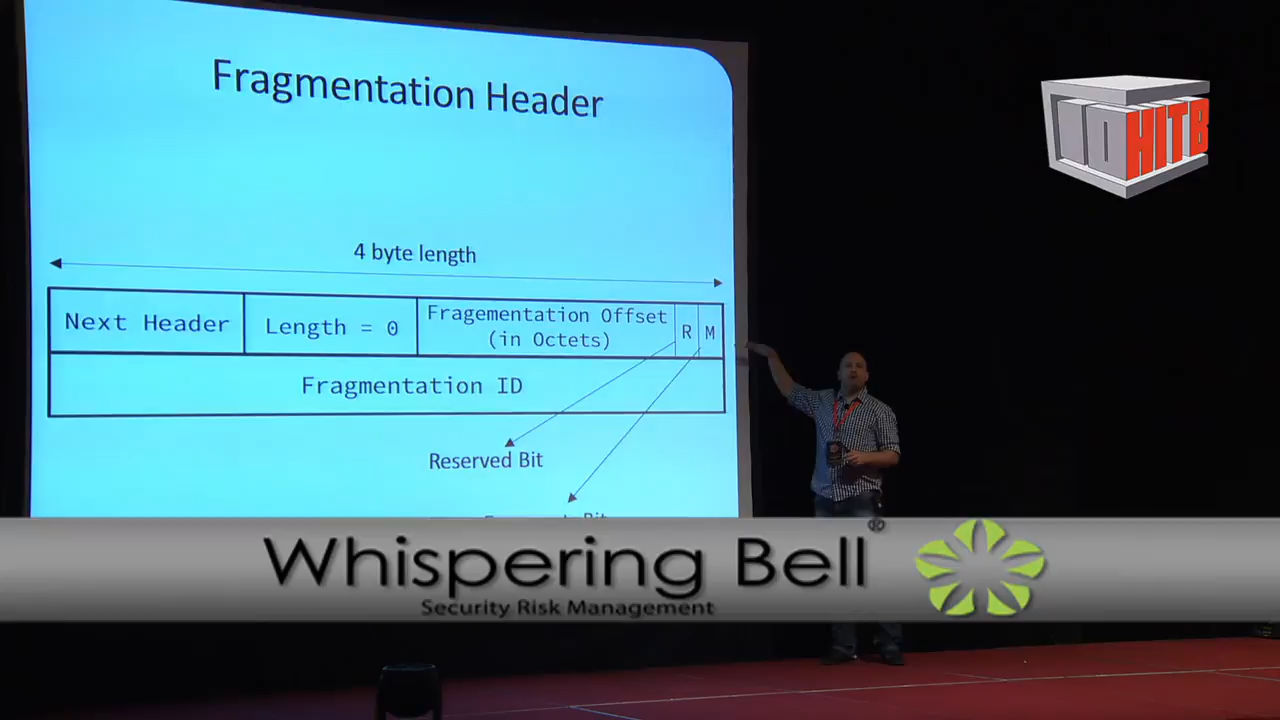 Fragmentation Header
10 HITB
4 byte length
Next Header
Length = 0
Fragementation Offset
(in Octets)
R
M
Fragmentation ID
Reserved Bit
Whispering Bell®
Security Risk Management